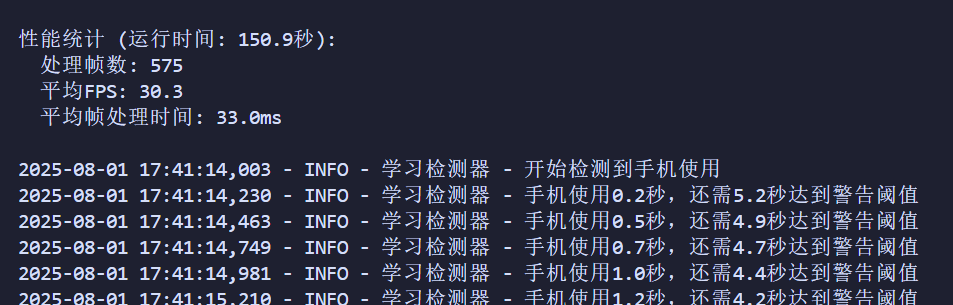 性能统计 (运行时间: 150.9秒):
处理帧数: 575
平均FPS: 30.3
平均帧处理时间: 33.0ms
2025-08-01 17:41:14,003 - INFO - 学习检测器 - 开始检测到手机使用
2025-08-01 17:41:14,230 - INFO - 学习检测器 - 手机使用0.2秒，还需5.2秒达到警告阈值
2025-08-01 17:41:14,463 - INFO - 学习检测器 - 手机使用0.5秒，还需4.9秒达到警告阈值
2025-08-01 17:41:14,749 - INFO - 学习检测器 - 手机使用0.7秒，还需4.7秒达到警告阈值
2025-08-01 17:41:14,981 - INFO - 学习检测器 - 手机使用1.0秒，还需4.4秒达到警告阈值
2025-08-01 17:41:15,210 - INFO - 学习检测器 - 手机使用1.2秒，还需4.2秒达到警告阈值